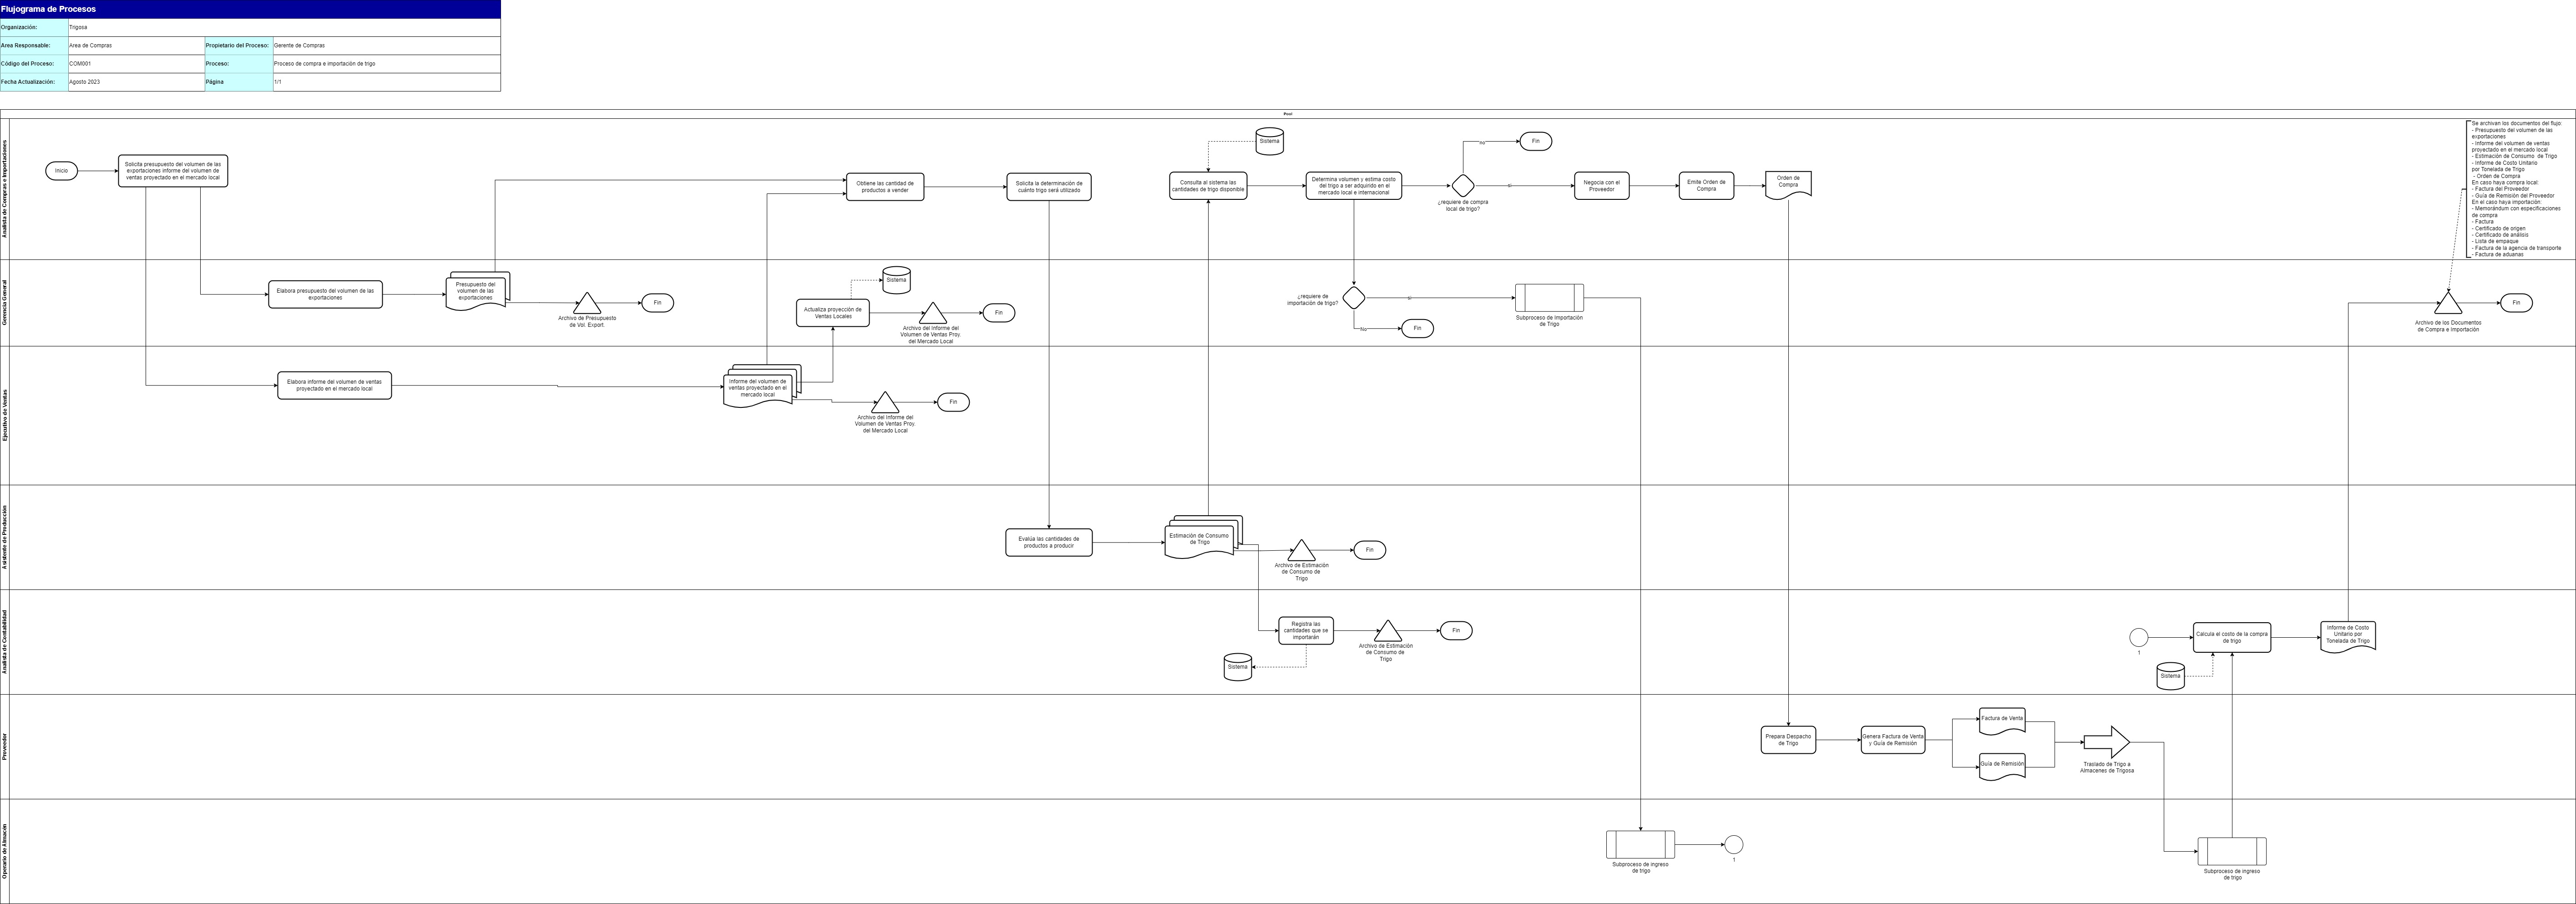 Flujograma de Procesos
Organización:
Trigosa
Area Responsable:
Area de Compras
Propietario del Proceso:
Gerente de Compras
Código del Proceso:
COM001
Proceso:
Proceso de compra e importación de trigo
Fecha Actualización:
Agosto 2023
Página
1/1
Pool
Analista de Compras e Importaciones
Inicio
Solicita presupuesto del volumen de las
exportaciones informe del volumen de
ventas proyectado en el mercado local
Obtiene las cantidad de
productos a vender
Solicita la determinación de
cuánto trigo será utilizado
Sistema
Consulta al sistema las
cantidades de trigo disponible
Determina volumen y estima costo
del trigo a ser adquirido en el
mercado local e internacional
¿requiere de compra
local de trigo?
no
Fin
si
Negocia con el
Proveedor
Emite Orden de
Compra
Orden de
Compra
Se archivan los documentos del flujo:
- Presupuesto del volumen de las
exportaciones
- Informe del volumen de ventas
proyectado en el mercado local
- Estimación de Consumo de Trigo
- Informe de Costo Unitario
por Tonelada de Trigo
- Orden de Compra
En caso haya compra local:
- Factura del Proveedor
- Guía de Remisión del Proveedor
En el caso haya importación:
- Memorándum con especificaciones
de compra
- Factura
- Certificado de origen
- Certificado de análisis
- Lista de empaque
- Factura de la agencia de transporte
- Factura de aduanas
Gerencia General
Elabora presupuesto del volumen de las
exportaciones
Presupuesto del
volumen de las
exportaciones
Archivo de Presupuesto
de Vol. Export.
Fin
Actualiza proyección de
Ventas Locales
Sistema
Archivo del Informe del
Volumen de Ventas Proy.
del Mercado Local
Fin
¿requiere de
importación de trigo?
si
No
Fin
Subproceso de importación
de Trigo
Archivo de los Documentos
de Compra e Importación
Fin
Ejecutivo de Ventas
Elabora informe del volumen de ventas
proyectado en el mercado local
Informe del volumen de
ventas proyectado en el
mercado local
Archivo del Informe del
Volumen de Ventas Proy.
del Mercado Local
Fin
Asistente de Producción
Evalúa las cantidades de
productos a producir
Estimación de Consumo
de Trigo
Archivo de Estimación
de Consumo de
Trigo
Fin
Analista de Contabilidad
Registra las
cantidades que se
importarán
Sistema
Archivo de Estimación
de Consumo de
Trigo
Fin
1
Calcula el costo de la compra
de trigo
Sistema
Informe de Costo
Unitario por
Tonelada de Trigo
Proveedor
Prepara Despacho
de Trigo
Genera Factura de Venta
y Guía de Remisión
Factura de Venta
Guía de Remisión
Traslado de Trigo a
Almacenes de Trigosa
Operario de Almacén
Subproceso de ingreso
de trigo
1
Subproceso de ingreso
de trigo